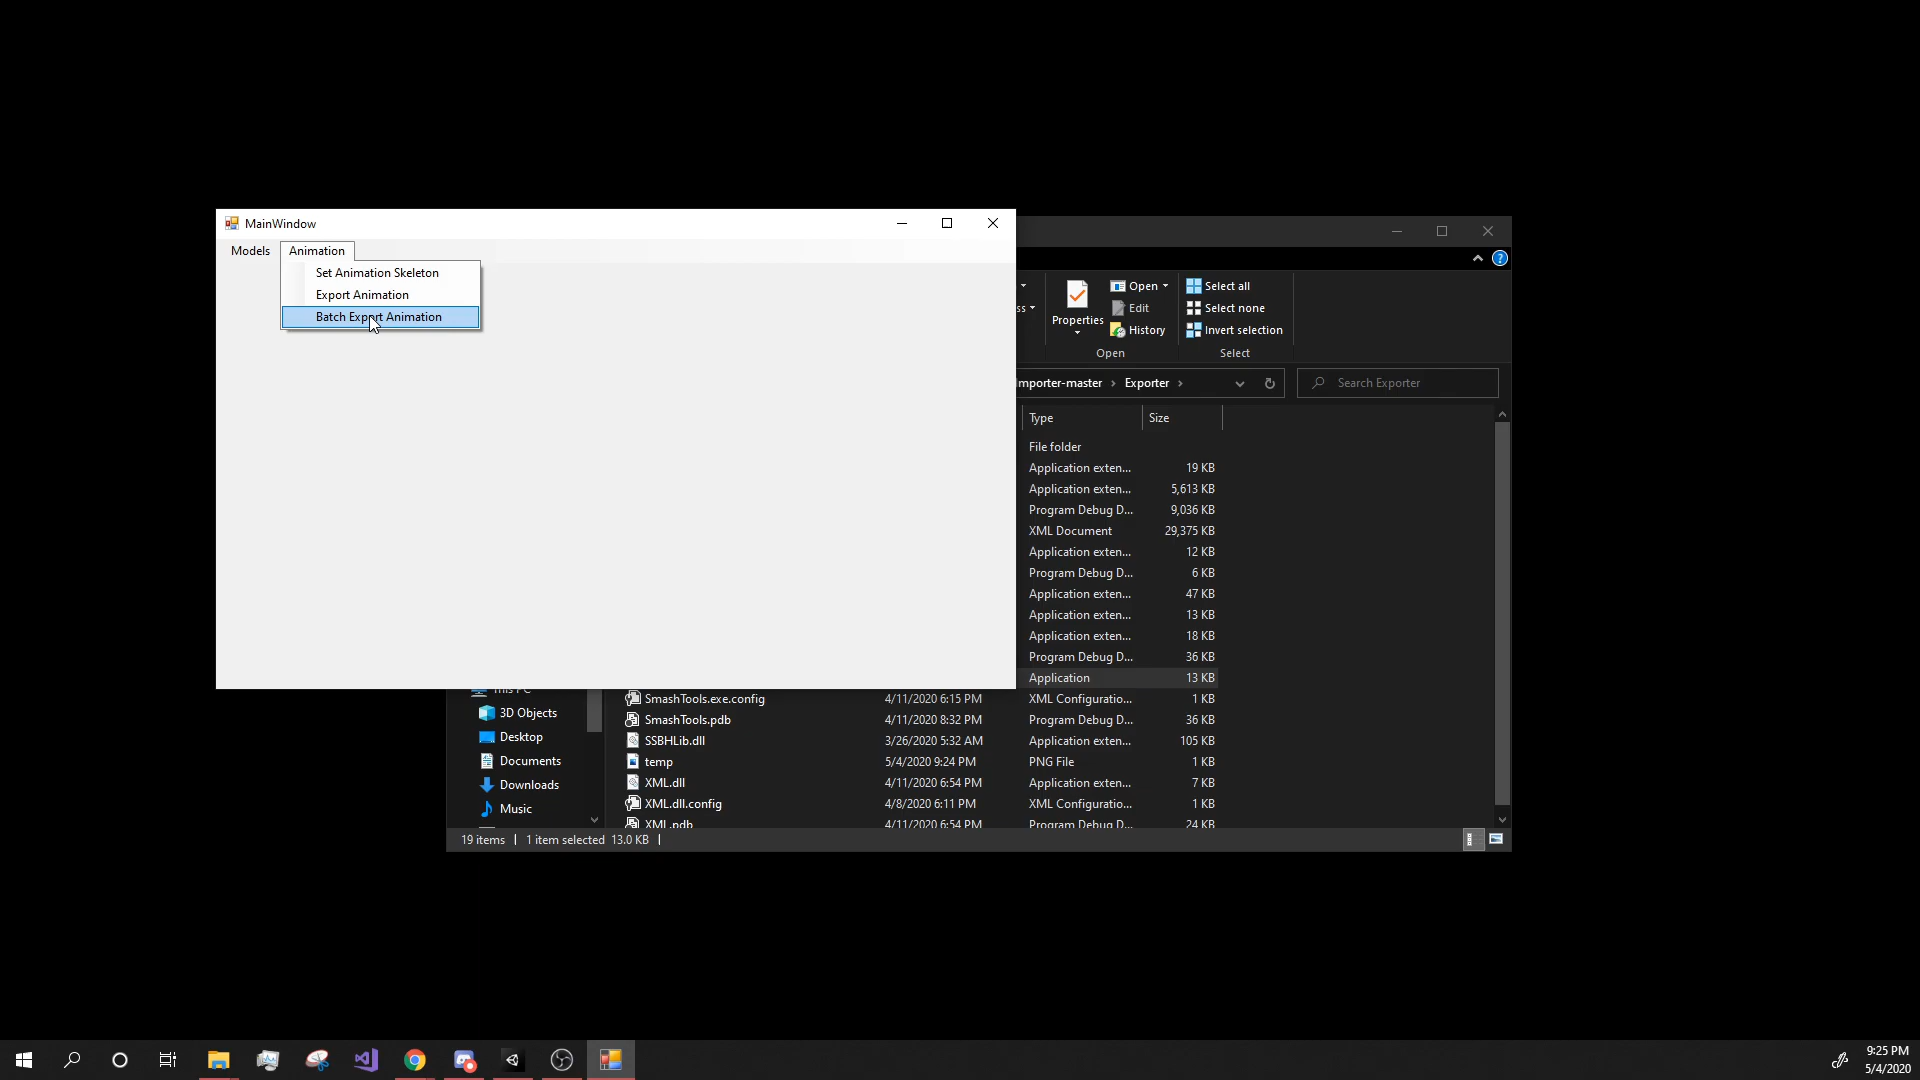 MainWindow
Models
Animation
Set Animation Skeleton
Export Animation
Batch Export Animation
Properties
Open
Edit
History
Open
Select all
Select none
Invert selection
Select
Importer-master > Exporter >
Search Exporter
Type Size
File folder
Application exten... 19 KB
Application exten... 5,613 KB
Program Debug D... 9,036 KB
XML Document 29,375 KB
Application exten... 12 KB
Program Debug D... 6 KB
Application exten... 47 KB
Application exten... 13 KB
Application exten... 18 KB
Program Debug D... 36 KB
Application 13 KB
SmashTools.exe.config 4/11/2020 6:15 PM XML Configuratio... 1 KB
SmashTools.pdb 4/11/2020 8:32 PM Program Debug D... 36 KB
SSBHLib.dll 3/26/2020 5:32 AM Application exten... 105 KB
temp 5/4/2020 9:24 PM PNG File 1 KB
XML.dll 4/11/2020 6:54 PM Application exten... 7 KB
XML.dll.config 4/8/2020 6:11 PM XML Configuratio... 1 KB
XML.pdb 4/11/2020 6:54 PM Program Debug D... 24 KB
This PC
3D Objects
Desktop
Documents
Downloads
Music
19 items | 1 item selected 13.0 KB |
9:25 PM
5/4/2020